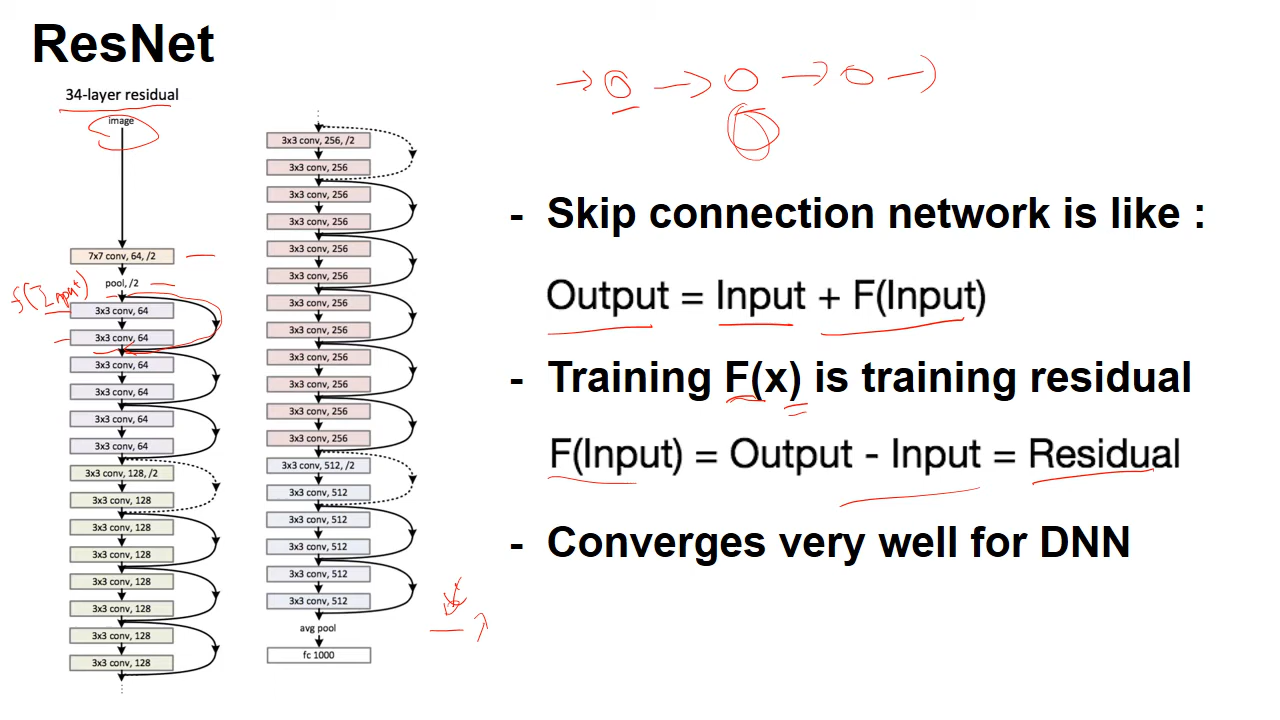 ResNet
34-layer residual
image
7x7 conv, 64, /2
pool, /2
f(Input)
3x3 conv, 64
3x3 conv, 64
3x3 conv, 64
3x3 conv, 64
3x3 conv, 64
3x3 conv, 64
3x3 conv, 128, /2
3x3 conv, 128
3x3 conv, 128
3x3 conv, 128
3x3 conv, 128
3x3 conv, 128
3x3 conv, 128
3x3 conv, 128
3x3 conv, 256, /2
3x3 conv, 256
3x3 conv, 256
3x3 conv, 256
3x3 conv, 256
3x3 conv, 256
3x3 conv, 256
3x3 conv, 256
3x3 conv, 256
3x3 conv, 256
3x3 conv, 256
3x3 conv, 256
3x3 conv, 512, /2
3x3 conv, 512
3x3 conv, 512
3x3 conv, 512
3x3 conv, 512
3x3 conv, 512
avg pool
fc 1000
- Skip connection network is like :
Output = Input + F(Input)
- Training F(x) is training residual
F(Input) = Output - Input = Residual
- Converges very well for DNN